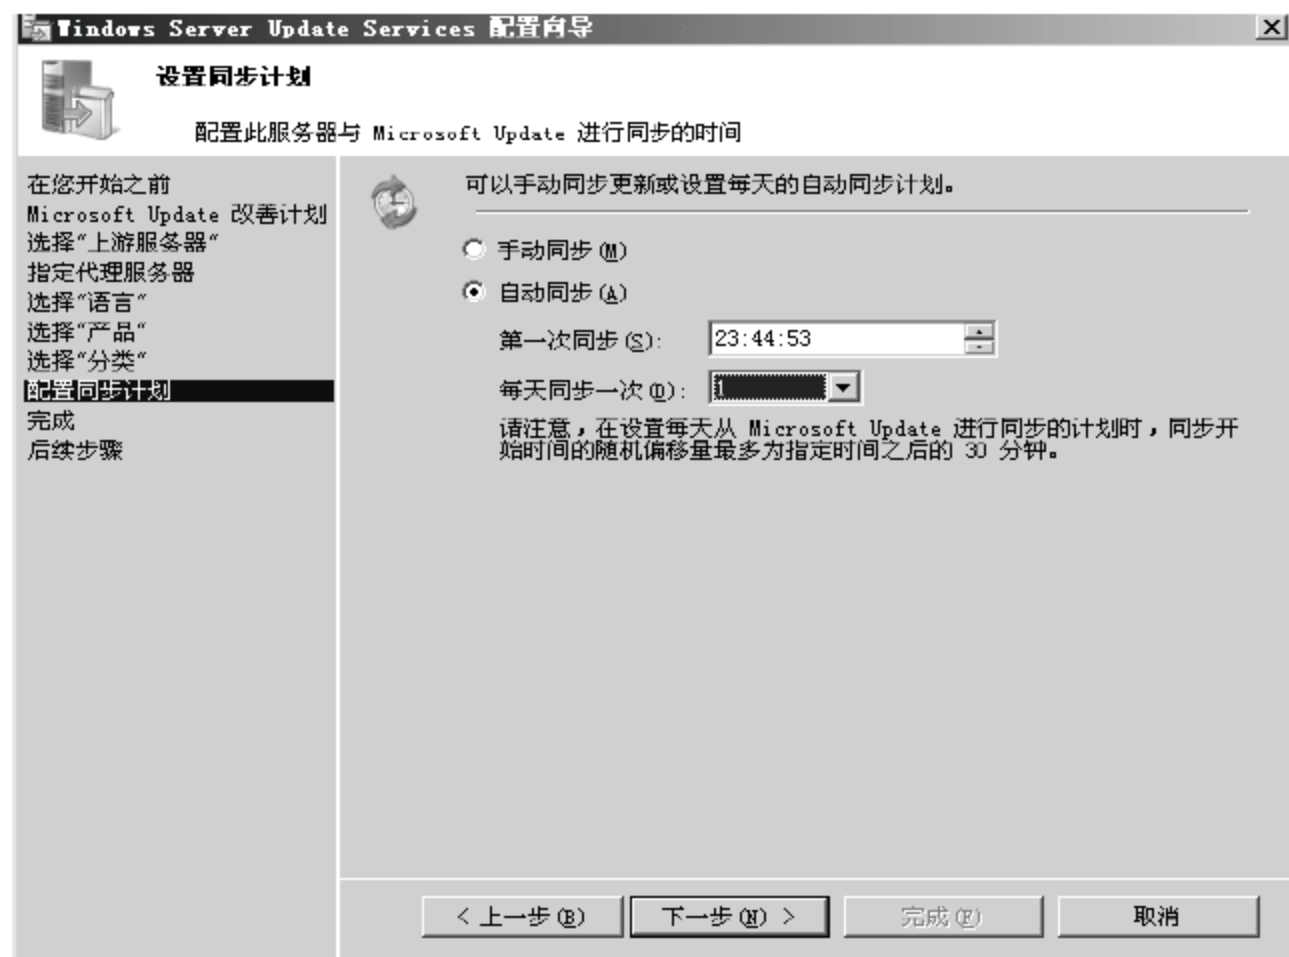 Windows Server Update Services 配置向导
设置同步计划
配置此服务器与 Microsoft Update 进行同步的时间
在您开始之前
Microsoft Update 改善计划
选择“上游服务器”
指定代理服务器
选择“语言”
选择“产品”
选择“分类”
配置同步计划
完成
后续步骤
可以手动同步更新或设置每天的自动同步计划。
手动同步(M)
自动同步(A)
第一次同步(S): 23:44:53
每天同步一次(D): 1
请注意，在设置每天从 Microsoft Update 进行同步的计划时，同步开
始时间的随机偏移量最多为指定时间之后的 30 分钟。
< 上一步(B) 下一步(N) > 完成(F) 取消